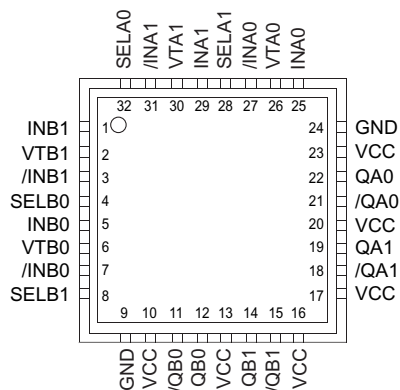 SELA0 /INA1 VTA1 INA1 SELA1 /INA0 VTA0 INA0
32 31 30 29 28 27 26 25
INB1 1 24 GND
VTB1 2 23 VCC
/INB1 3 22 QA0
SELB0 4 21 /QA0
INB0 5 20 VCC
VTB0 6 19 QA1
/INB0 7 18 /QA1
SELB1 8 17 VCC
9 10 11 12 13 14 15 16
GND VCC /QB0 QB0 VCC QB1 /QB1 VCC